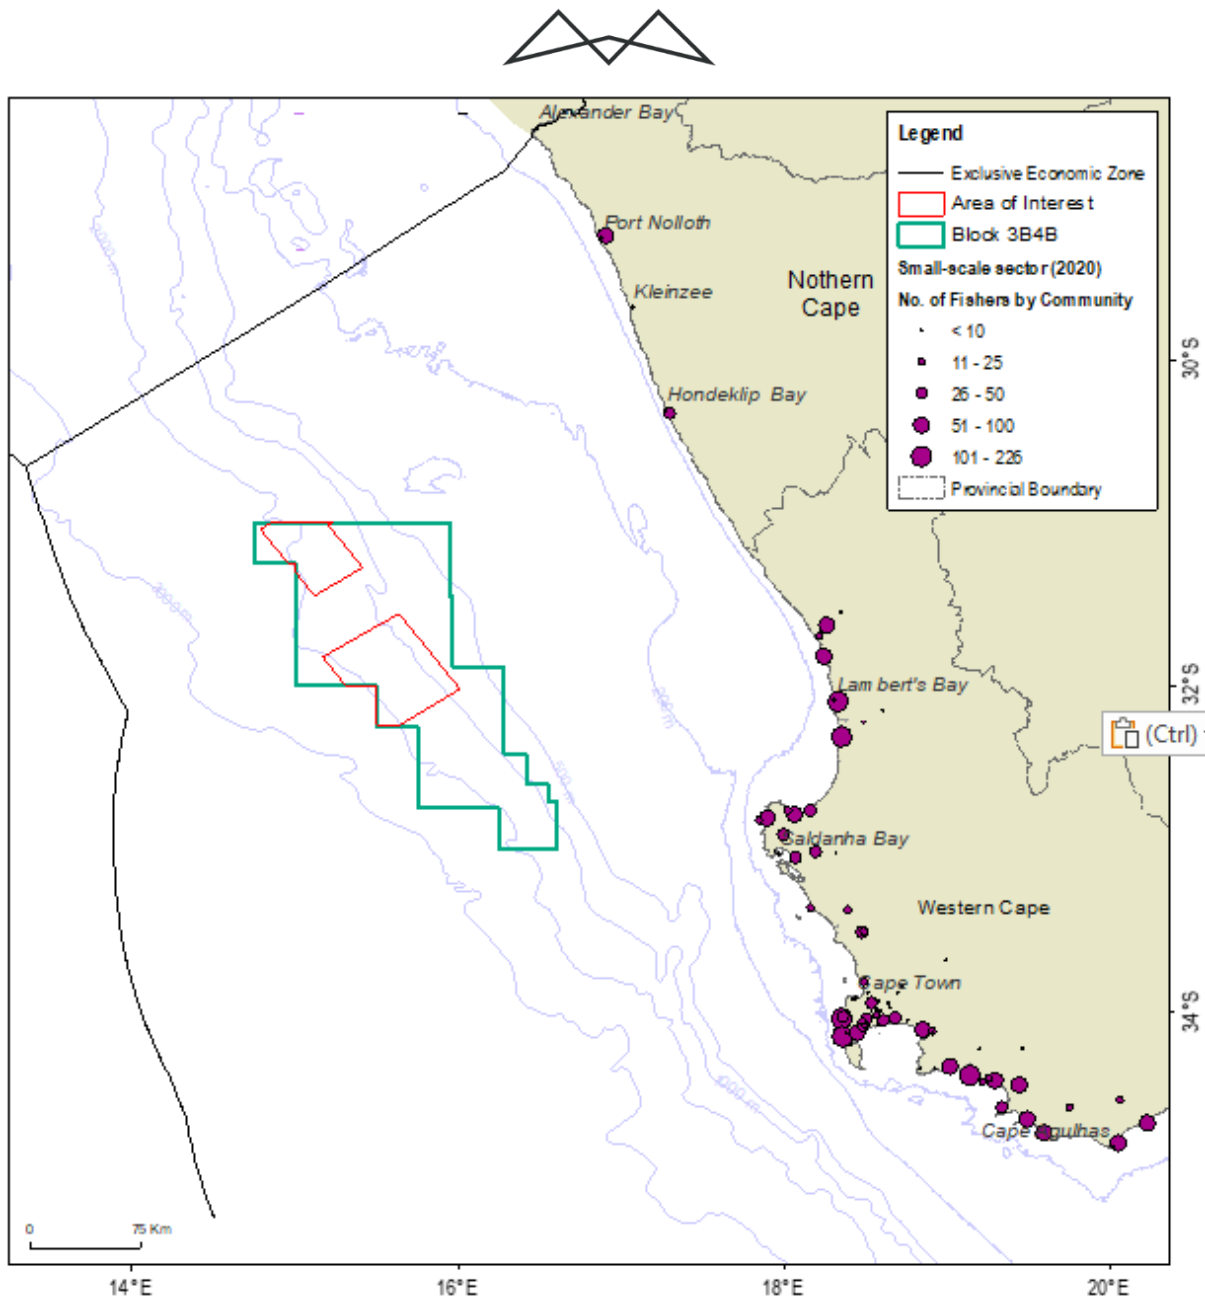 Alexander Bay
Legend
Exclusive Economic Zone
Area of Interest
Block 3B4B
Small-scale sector (2020)
No. of Fishers by Community
< 10
11 - 25
26 - 50
51 - 100
101 - 226
Provincial Boundary
Port Nolloth
Kleinzee
Nothern
Cape
Hondeklip Bay
30°S
Lambert's Bay
32°S
(Ctrl)
200 m
500 m
Saldanha Bay
Western Cape
Cape Town
34°S
Cape Agulhas
0
75 Km
14°E
16°E
18°E
20°E